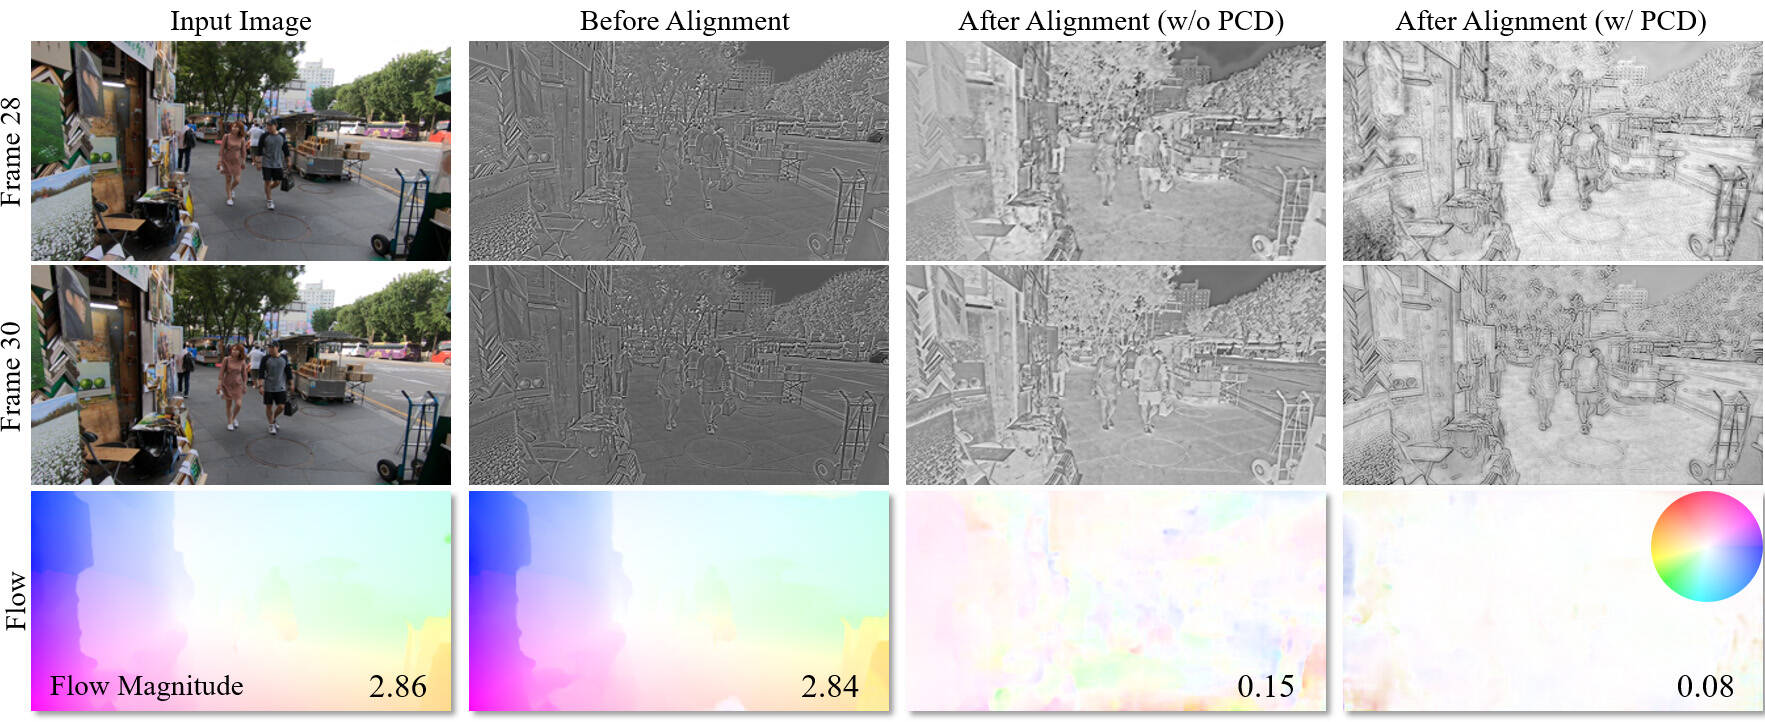 Input Image
Before Alignment
After Alignment (w/o PCD)
After Alignment (w/ PCD)
Frame 28
Frame 30
Flow
Flow Magnitude 2.86
2.84
0.15
0.08